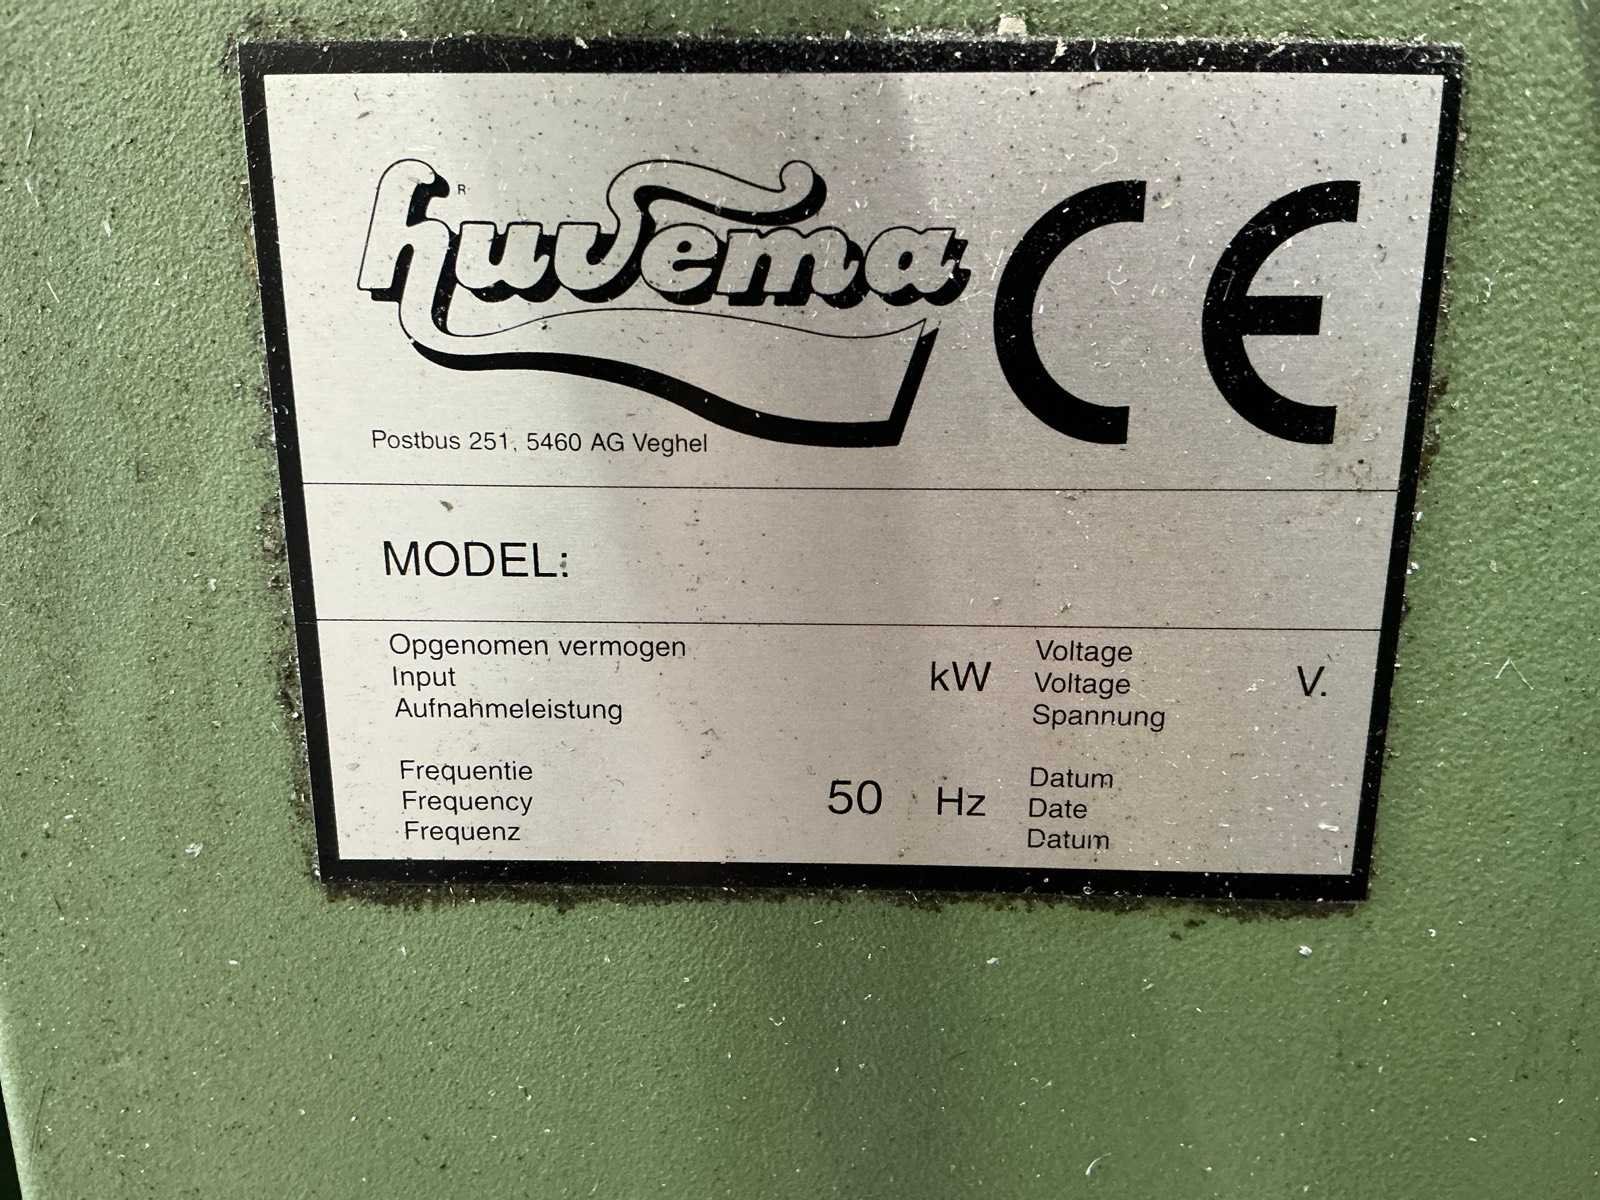 huvema R
CE
Postbus 251, 5460 AG Veghel
MODEL:
Opgenomen vermogen
Input
Aufnahmeleistung
kW
Voltage
Voltage
Spannung
V.
Frequentie
Frequency
Frequenz
50 Hz
Datum
Date
Datum